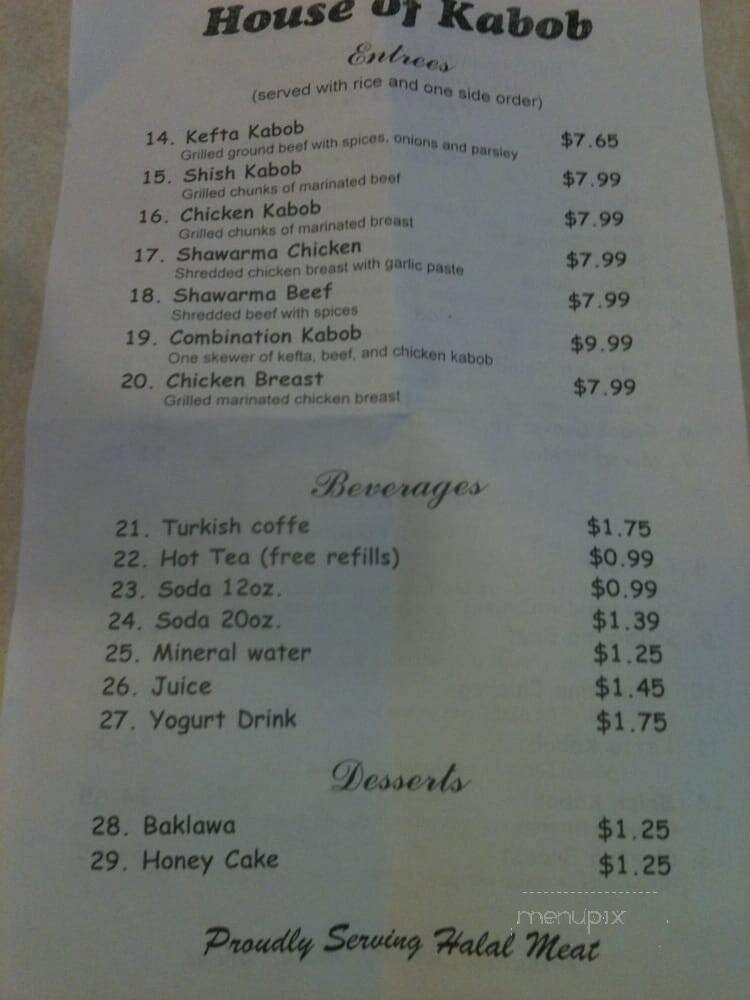 House of Kabob
Entrees
(served with rice and one side order)
14. Kefta Kabob $7.65
Grilled ground beef with spices, onions and parsley
15. Shish Kabob $7.99
Grilled chunks of marinated beef
16. Chicken Kabob $7.99
Grilled chunks of marinated breast
17. Shawarma Chicken $7.99
Shredded chicken breast with garlic paste
18. Shawarma Beef $7.99
Shredded beef with spices
19. Combination Kabob $9.99
One skewer of kefta, beef, and chicken kabob
20. Chicken Breast $7.99
Grilled marinated chicken breast
Beverages
21. Turkish coffe $1.75
22. Hot Tea (free refills) $0.99
23. Soda 12oz. $0.99
24. Soda 20oz. $1.39
25. Mineral water $1.25
26. Juice $1.45
27. Yogurt Drink $1.75
Desserts
28. Baklawa $1.25
29. Honey Cake $1.25
menupix
Proudly Serving Halal Meat